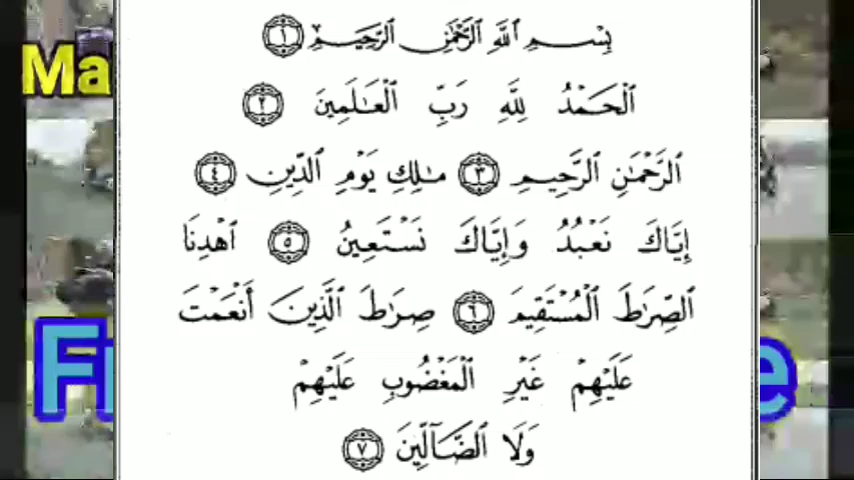 بِسْمِ ٱللَّهِ ٱلرَّحْمَٰنِ ٱلرَّحِيمِ ١
ٱلْحَمْدُ لِلَّهِ رَبِّ ٱلْعَٰلَمِينَ ٢
ٱلرَّحْمَٰنِ ٱلرَّحِيمِ ٣ مَٰلِكِ يَوْمِ ٱلدِّينِ ٤
إِيَّاكَ نَعْبُدُ وَإِيَّاكَ نَسْتَعِينُ ٥ ٱهْدِنَا
ٱلصِّرَٰطَ ٱلْمُسْتَقِيمَ ٦ صِرَٰطَ ٱلَّذِينَ أَنْعَمْتَ
عَلَيْهِمْ غَيْرِ ٱلْمَغْضُوبِ عَلَيْهِمْ
وَلَا ٱلضَّآلِّينَ ٧
Ma